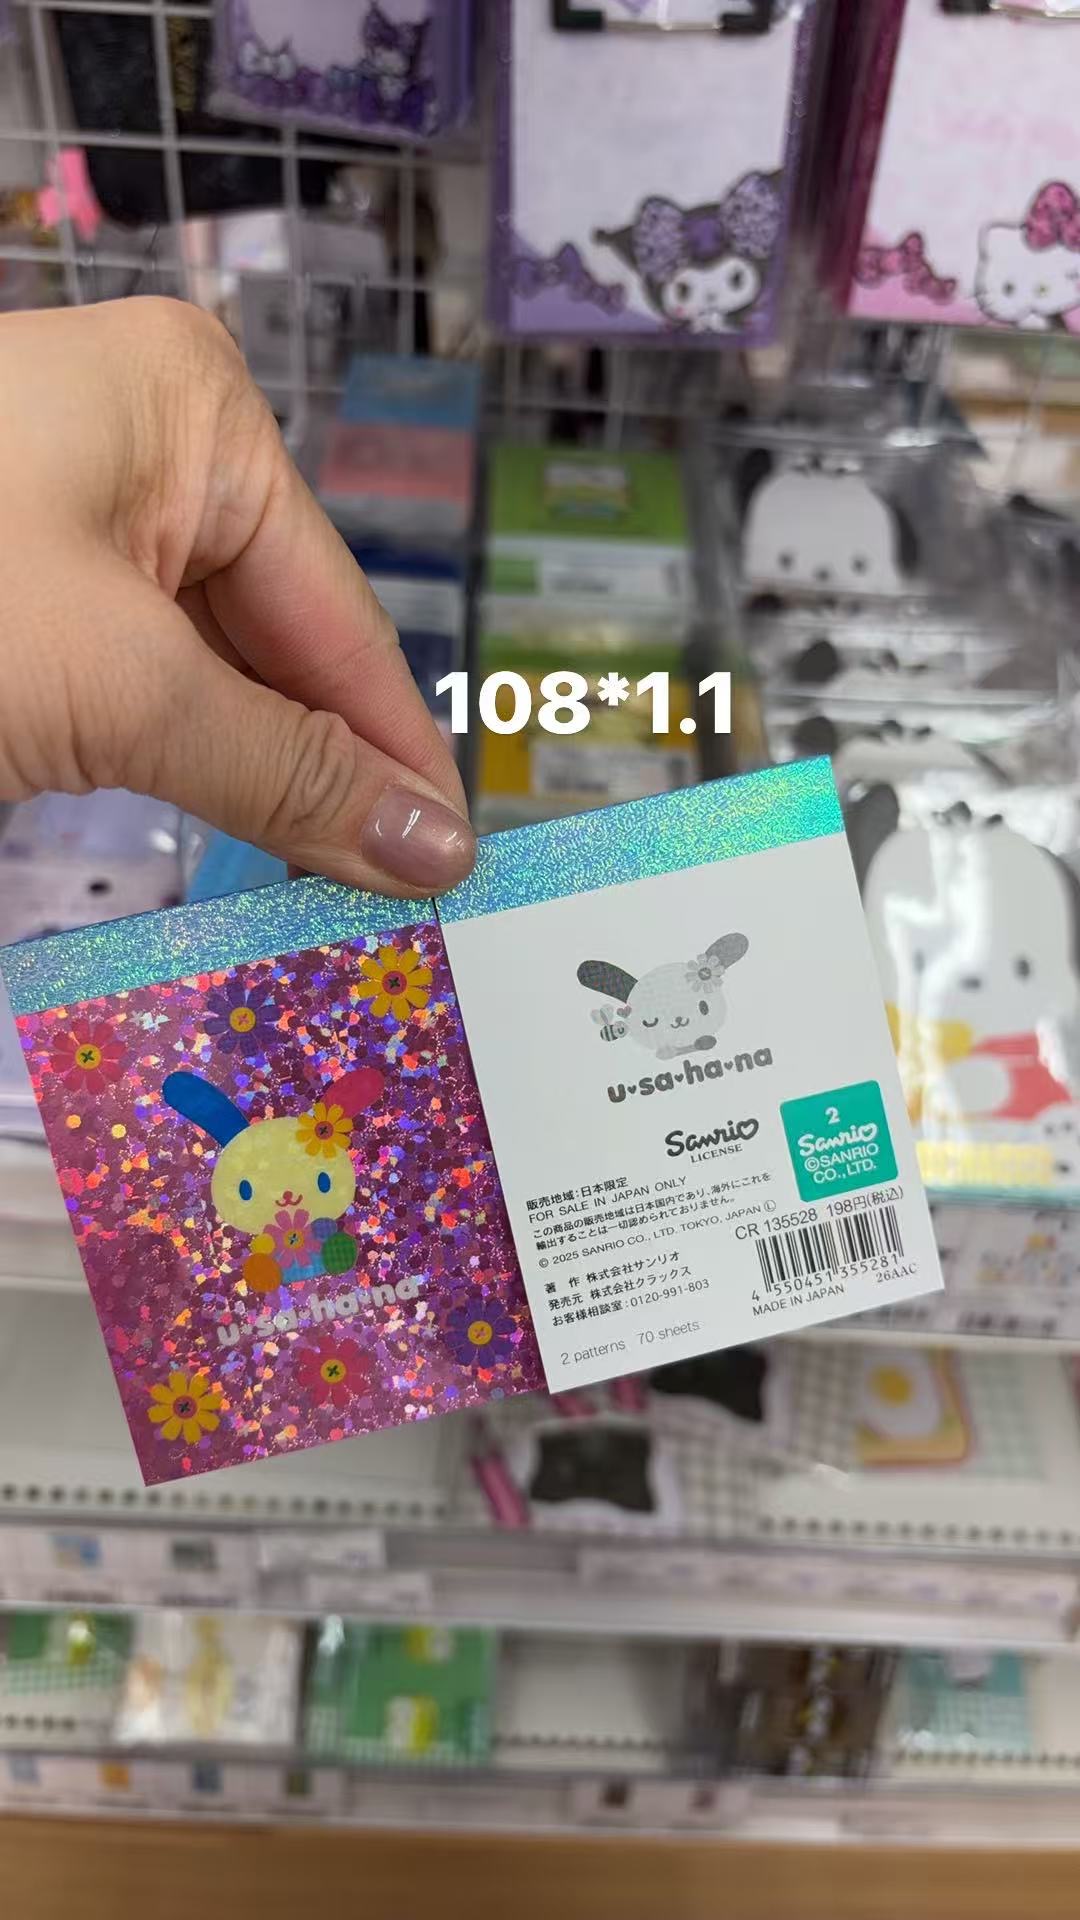 108*1.1
u•sa•ha•na
u•sa•ha•na
Sanrio
LICENSE
2
Sanrio
©SANRIO
CO., LTD.
販売地域:日本限定
FOR SALE IN JAPAN ONLY
この商品の販売地域は日本国内であり、海外にこれを
輸出することは一切認められておりません。
© 2025 SANRIO CO., LTD. TOKYO, JAPAN Ⓛ
著 作 株式会社サンリオ
発売元 株式会社クラックス
お客様相談室:0120-991-803
CR 135528 198円(税込)
4 550451 355281
26AAC
MADE IN JAPAN
2 patterns 70 sheets